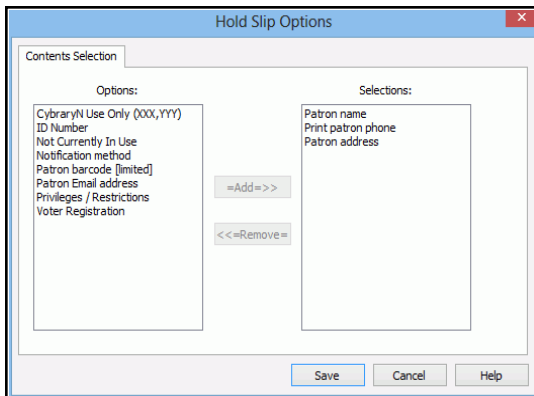 Hold Slip Options
x
Contents Selection
Options:
Selections:
CybraryN Use Only (XXX,YYY)
ID Number
Not Currently In Use
Notification method
Patron barcode [limited]
Patron Email address
Privileges / Restrictions
Voter Registration
=Add=>>
<<=Remove=
Patron name
Print patron phone
Patron address
Save
Cancel
Help